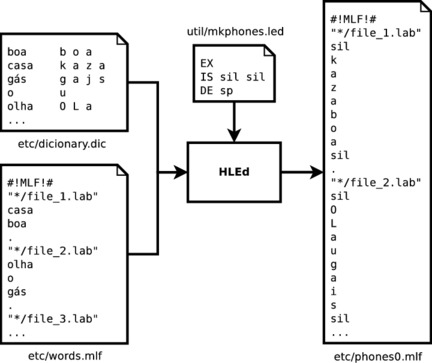 boa b o a
casa k a z a
gás g a j s
o u
olha O L a
...
etc/dicionary.dic
#!MLF!#
"*/file_1.lab"
casa
boa
.
"*/file_2.lab"
olha
o
gás
.
"*/file_3.lab"
...
etc/words.mlf
util/mkphones.led
EX
IS sil sil
DE sp
HLEd
#!MLF!#
"*/file_1.lab"
sil
k
a
z
a
b
o
a
sil
.
"*/file_2.lab"
sil
O
L
a
u
g
a
i
s
sil
...
etc/phones0.mlf